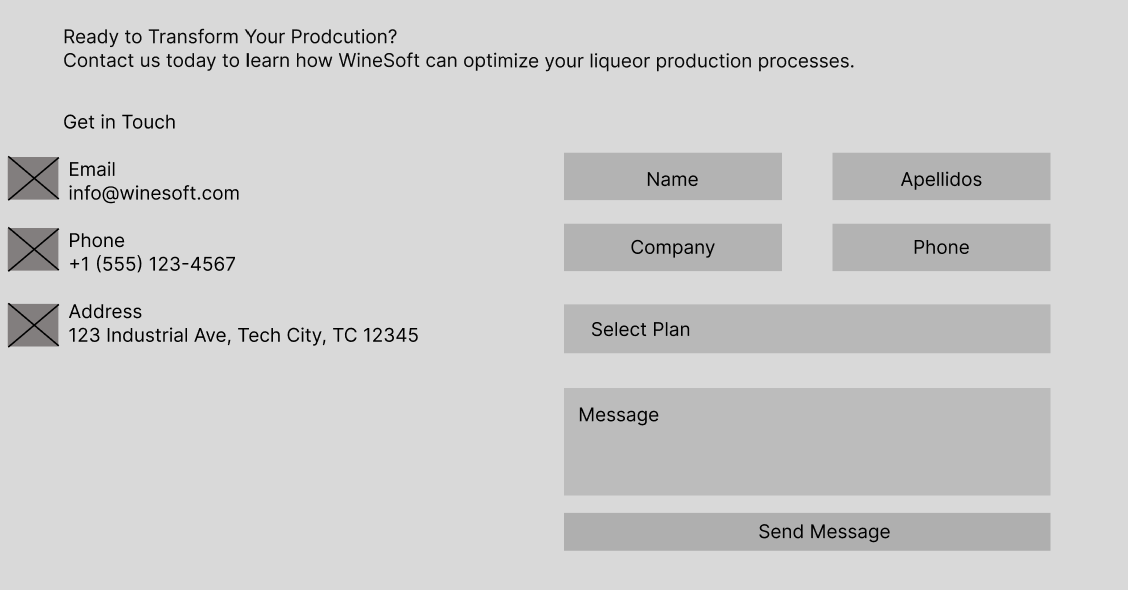 Ready to Transform Your Prodcution?
Contact us today to learn how WineSoft can optimize your liqueor production processes.
Get in Touch
Email
info@winesoft.com
Phone
+1 (555) 123-4567
Address
123 Industrial Ave, Tech City, TC 12345
Name
Apellidos
Company
Phone
Select Plan
Message
Send Message